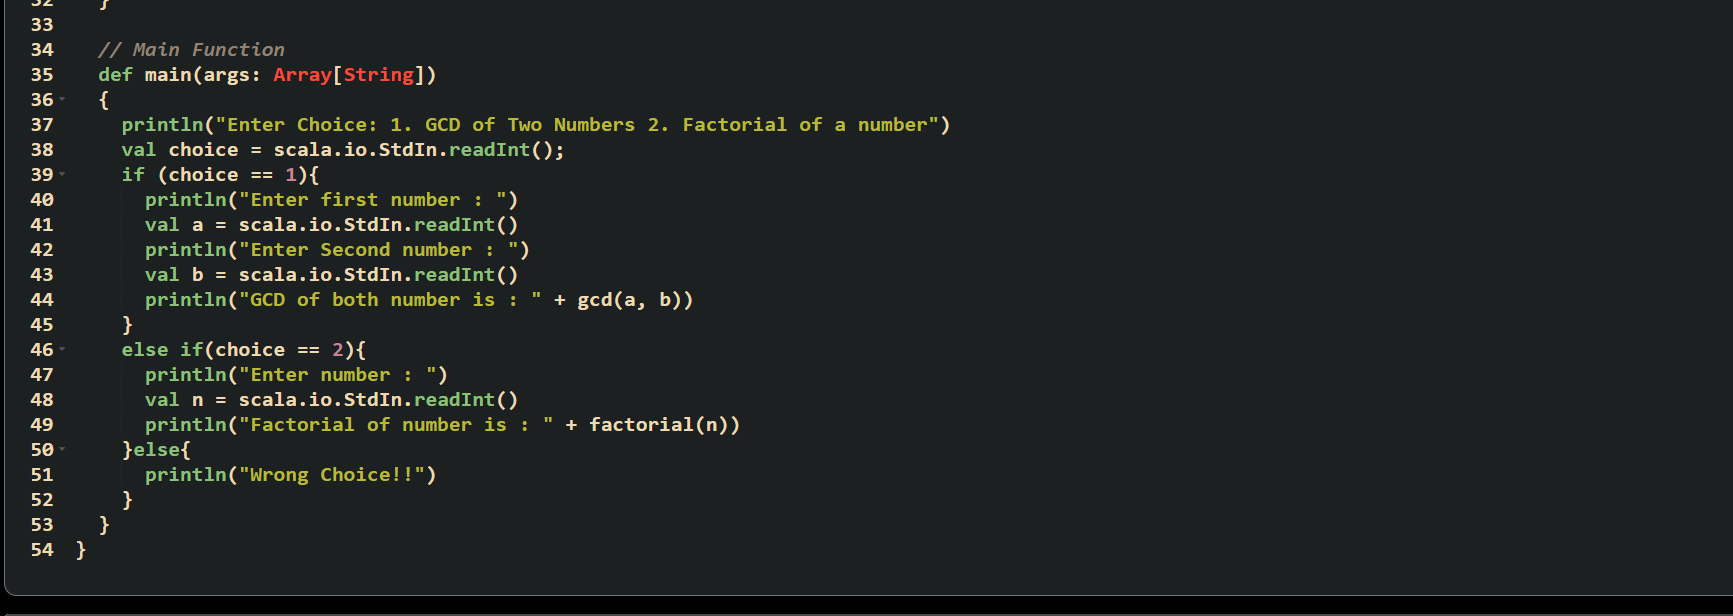 32   }
33
34   // Main Function
35   def main(args: Array[String])
36   {
37     println("Enter Choice: 1. GCD of Two Numbers 2. Factorial of a number")
38     val choice = scala.io.StdIn.readInt();
39     if (choice == 1){
40       println("Enter first number : ")
41       val a = scala.io.StdIn.readInt()
42       println("Enter Second number : ")
43       val b = scala.io.StdIn.readInt()
44       println("GCD of both number is : " + gcd(a, b))
45     }
46     else if(choice == 2){
47       println("Enter number : ")
48       val n = scala.io.StdIn.readInt()
49       println("Factorial of number is : " + factorial(n))
50     }else{
51       println("Wrong Choice!!")
52     }
53   }
54 }